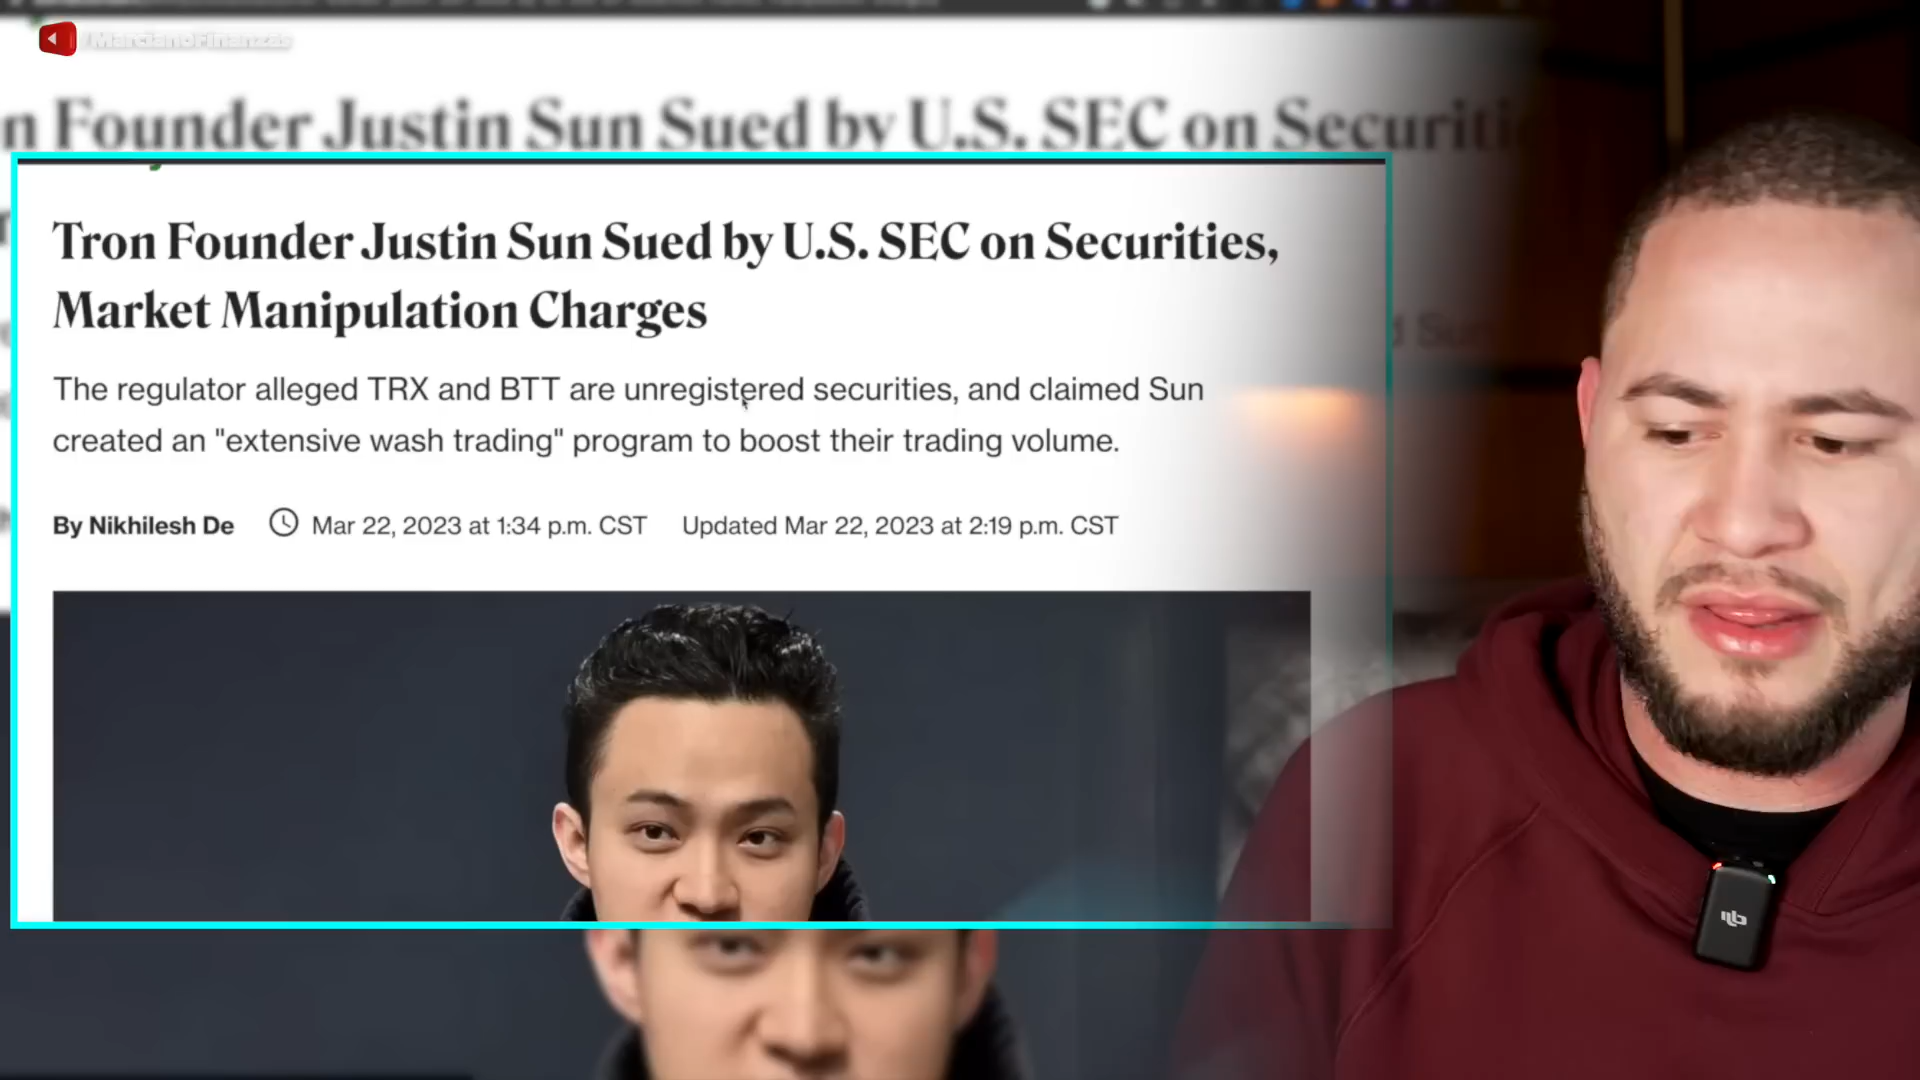 /MarcianoFinanzas
n Founder Justin Sun Sued by U.S. SEC on Securiti
Tron Founder Justin Sun Sued by U.S. SEC on Securities,
Market Manipulation Charges
The regulator alleged TRX and BTT are unregistered securities, and claimed Sun
created an "extensive wash trading" program to boost their trading volume.
By Nikhilesh De Mar 22, 2023 at 1:34 p.m. CST Updated Mar 22, 2023 at 2:19 p.m. CST